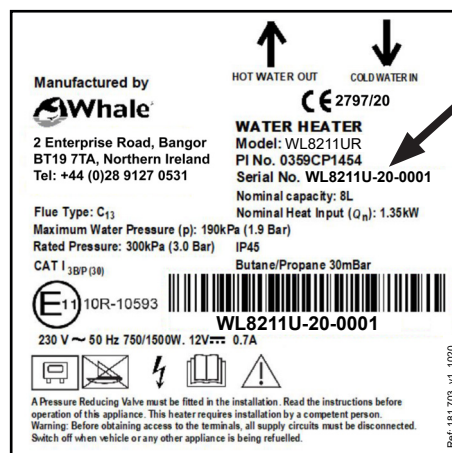 HOT WATER OUT
COLD WATER IN
Manufactured by
Whale
CE 2797/20
WATER HEATER
Model: WL8211UR
PI No. 0359CP1454
Serial No. WL8211U-20-0001
2 Enterprise Road, Bangor
BT19 7TA, Northern Ireland
Tel: +44 (0)28 9127 0531
Nominal capacity: 8L
Flue Type: C13
Nominal Heat Input (Qn): 1.35kW
Maximum Water Pressure (p): 190kPa (1.9 Bar)
Rated Pressure: 300kPa (3.0 Bar) IP45
CAT I 3B/P (30)
Butane/Propane 30mBar
E11 10R-10593
WL8211U-20-0001
230 V ~ 50 Hz 750/1500W. 12V⎓ 0.7A
A Pressure Reducing Valve must be fitted in the installation. Read the instructions before
operation of this appliance. This heater requires installation by a competent person.
Warning: Before obtaining access to the terminals, all supply circuits must be disconnected.
Switch off when vehicle or any other appliance is being refuelled.
Ref: 181.703_v1_1020